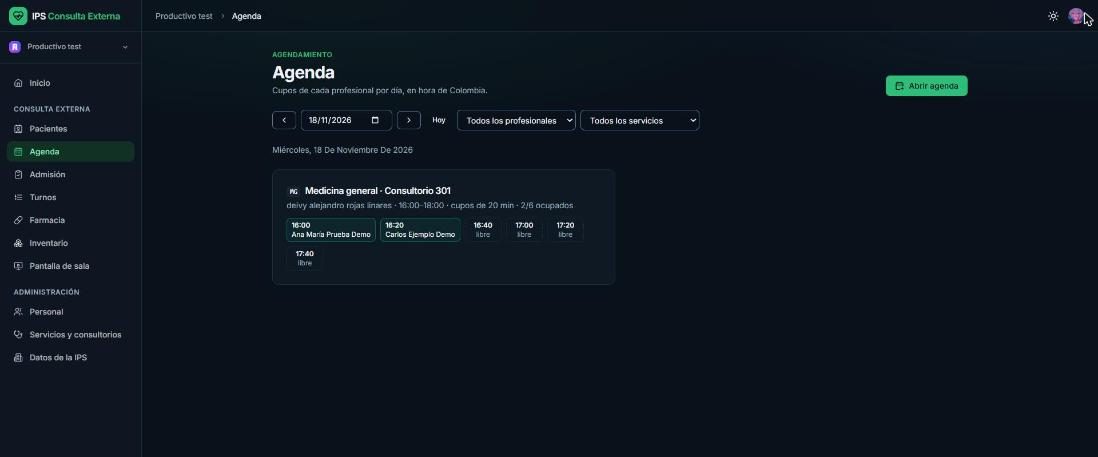 IPS Consulta Externa
Productivo test > Agenda
Productivo test
Inicio
CONSULTA EXTERNA
Pacientes
Agenda
Admisión
Turnos
Farmacia
Inventario
Pantalla de sala
ADMINISTRACIÓN
Personal
Servicios y consultorios
Datos de la IPS
AGENDAMIENTO
Agenda
Cupos de cada profesional por día, en hora de Colombia.
Abrir agenda
18/11/2026 Hoy Todos los profesionales Todos los servicios
Miércoles, 18 De Noviembre De 2026
MG Medicina general · Consultorio 301
deivy alejandro rojas linares · 16:00–18:00 · cupos de 20 min · 2/6 ocupados
16:00
Ana María Prueba Demo
16:20
Carlos Ejemplo Demo
16:40
libre
17:00
libre
17:20
libre
17:40
libre